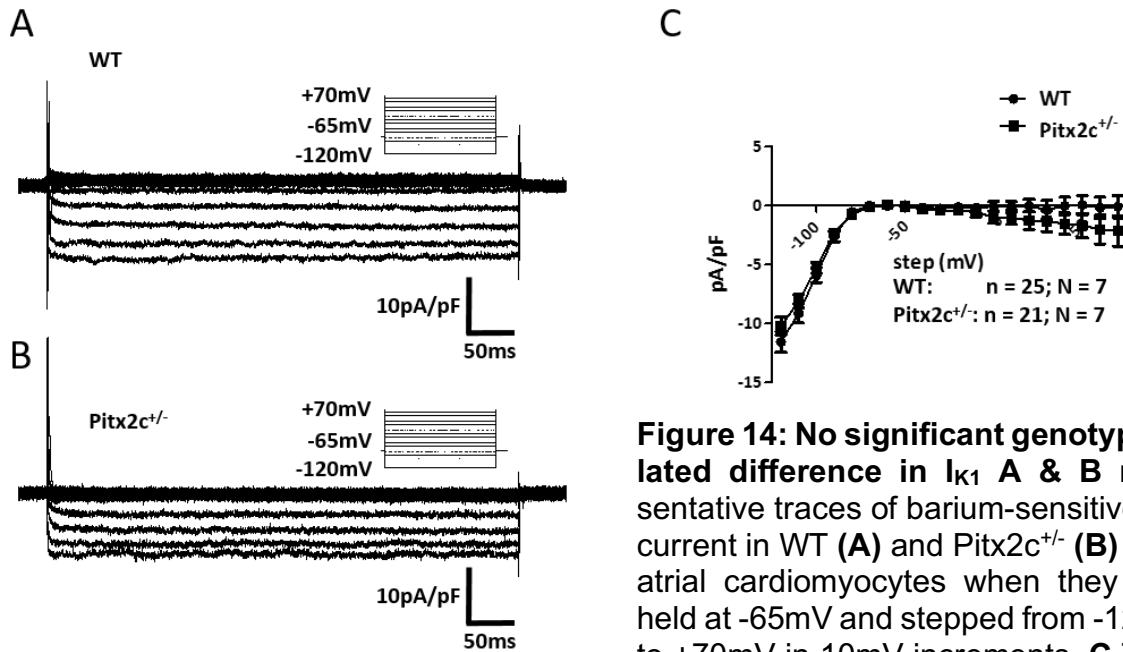 A
WT
+70mV
-65mV
-120mV
10pA/pF
50ms
B
Pitx2c+/-
+70mV
-65mV
-120mV
10pA/pF
50ms
C
WT
Pitx2c+/-
5
0
-5
-10
-15
pA/pF
-100
-50
step (mV)
WT: n = 25; N = 7
Pitx2c+/-: n = 21; N = 7
Figure 14: No significant
lated difference in IK1 A & B
sentative traces of barium-sensitive
current in WT (A) and Pitx2c+/- (B)
atrial cardiomyocytes when they
held at -65mV and stepped from